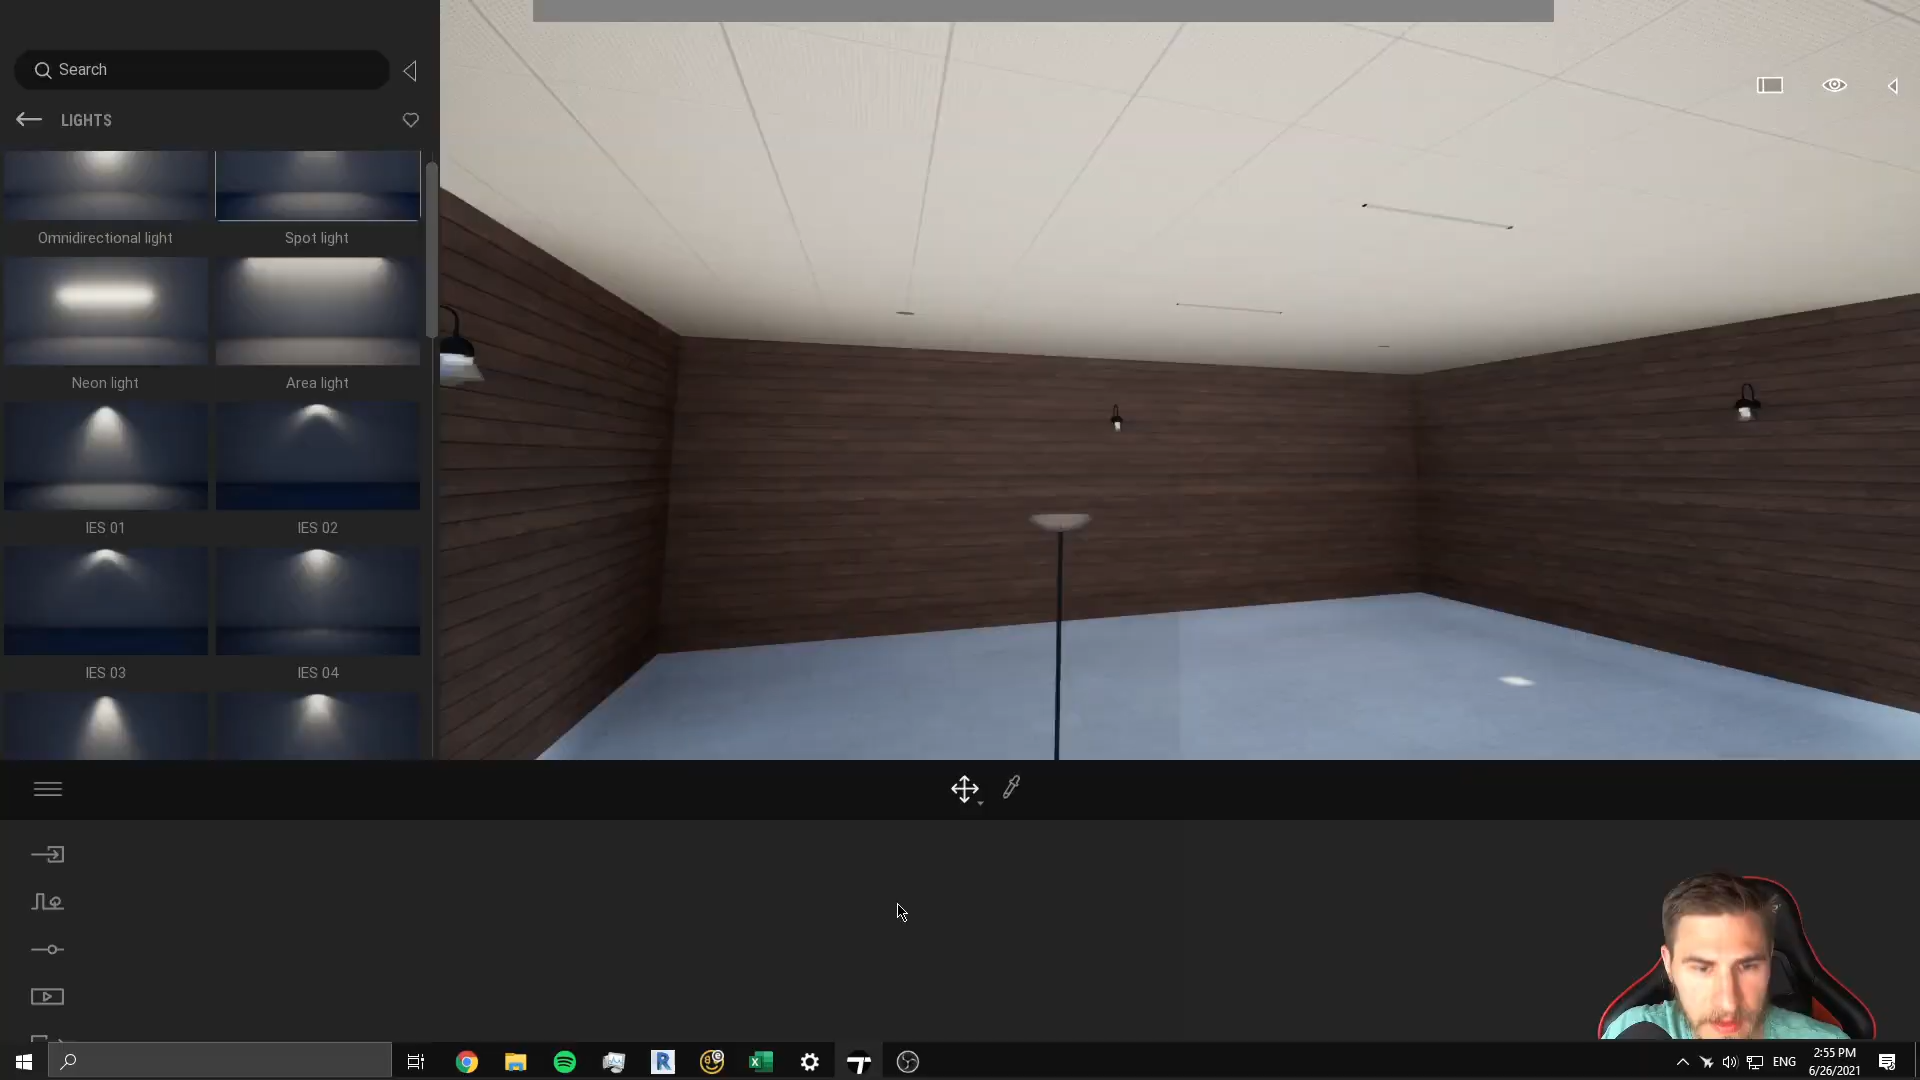 Search
LIGHTS
Omnidirectional light
Spot light
Neon light
Area light
IES 01
IES 02
IES 03
IES 04
ENG
2:55 PM
6/26/2021